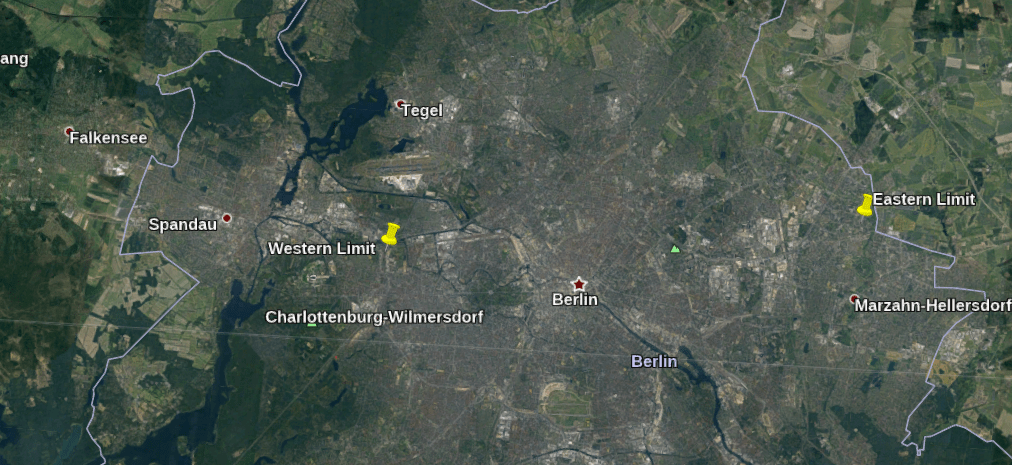 ang
Tegel
Falkensee
Eastern Limit
Spandau
Western Limit
Berlin
Marzahn-Hellersdorf
Charlottenburg-Wilmersdorf
Berlin